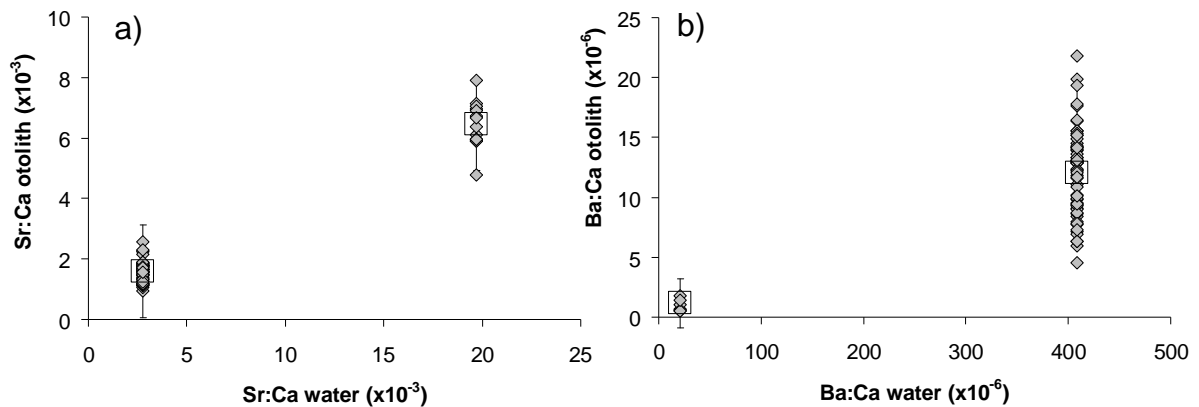 a)
Sr:Ca otolith (x10⁻³)
10
8
6
4
2
0
0 5 10 15 20 25
Sr:Ca water (x10⁻³)
b)
Ba:Ca otolith (x10⁻⁶)
25
20
15
10
5
0
0 100 200 300 400 500
Ba:Ca water (x10⁻⁶)